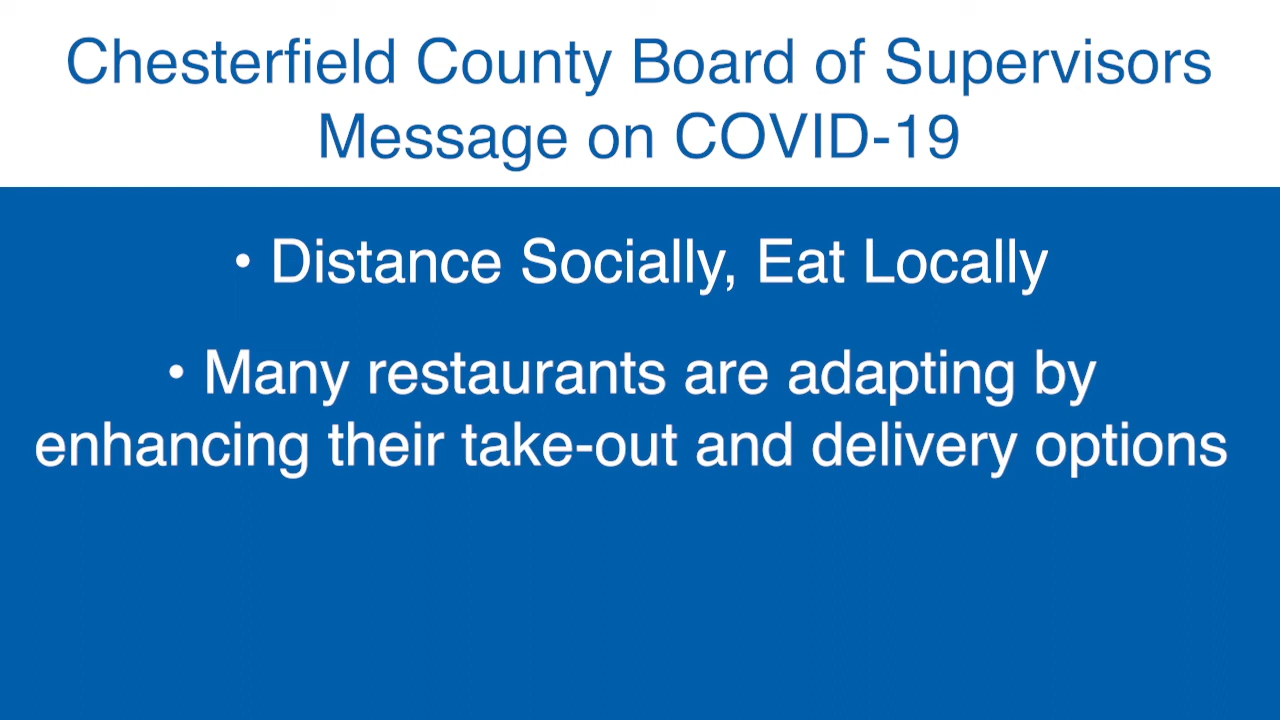 Chesterfield County Board of Supervisors
Message on COVID-19
• Distance Socially, Eat Locally
• Many restaurants are adapting by
enhancing their take-out and delivery options